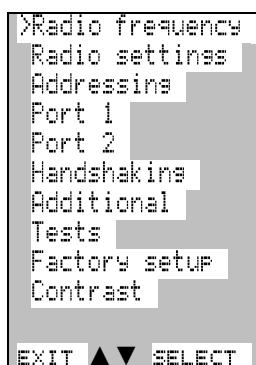 >Radio frequency
Radio settings
Addressing
Port 1
Port 2
Handshaking
Additional
Tests
Factory setup
Contrast
EXIT ▲▼ SELECT